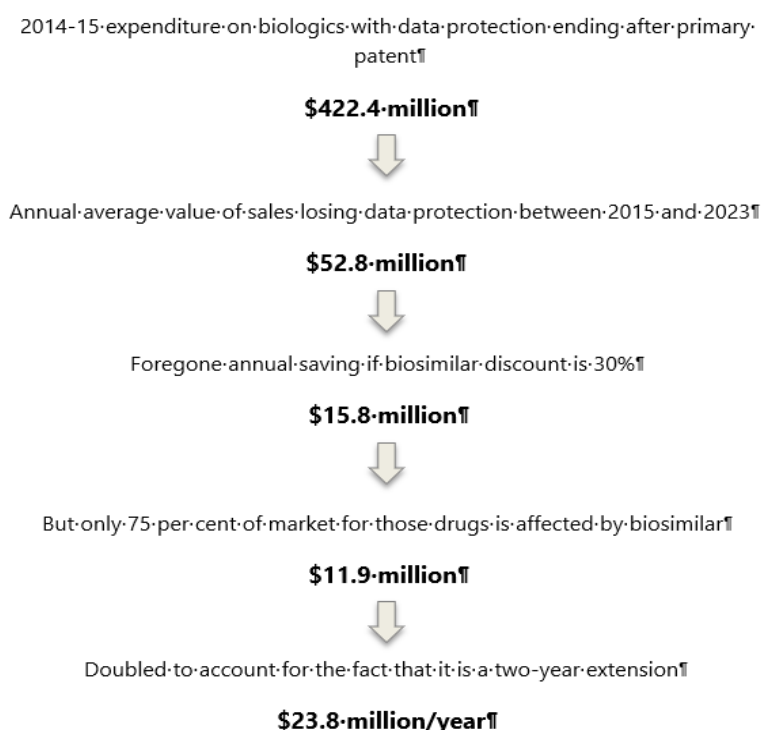 2014-15·expenditure·on·biologics·with·data·protection·ending·after·primary·
patent¶
$422.4·million¶
Annual·average·value·of·sales·losing·data·protection·between·2015·and·2023¶
$52.8·million¶
Foregone·annual·saving·if·biosimilar·discount·is·30%¶
$15.8·million¶
But·only·75·per·cent·of·market·for·those·drugs·is·affected·by·biosimilar¶
$11.9·million¶
Doubled·to·account·for·the·fact·that·it·is·a·two-year·extension¶
$23.8·million/year¶